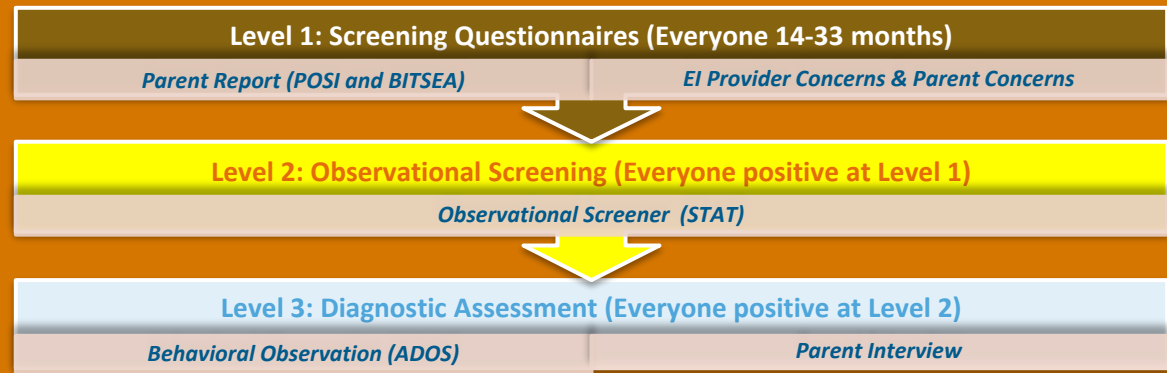 Level 1: Screening Questionnaires (Everyone 14-33 months)
Parent Report (POSI and BITSEA)
EI Provider Concerns & Parent Concerns
Level 2: Observational Screening (Everyone positive at Level 1)
Observational Screener (STAT)
Level 3: Diagnostic Assessment (Everyone positive at Level 2)
Behavioral Observation (ADOS)
Parent Interview